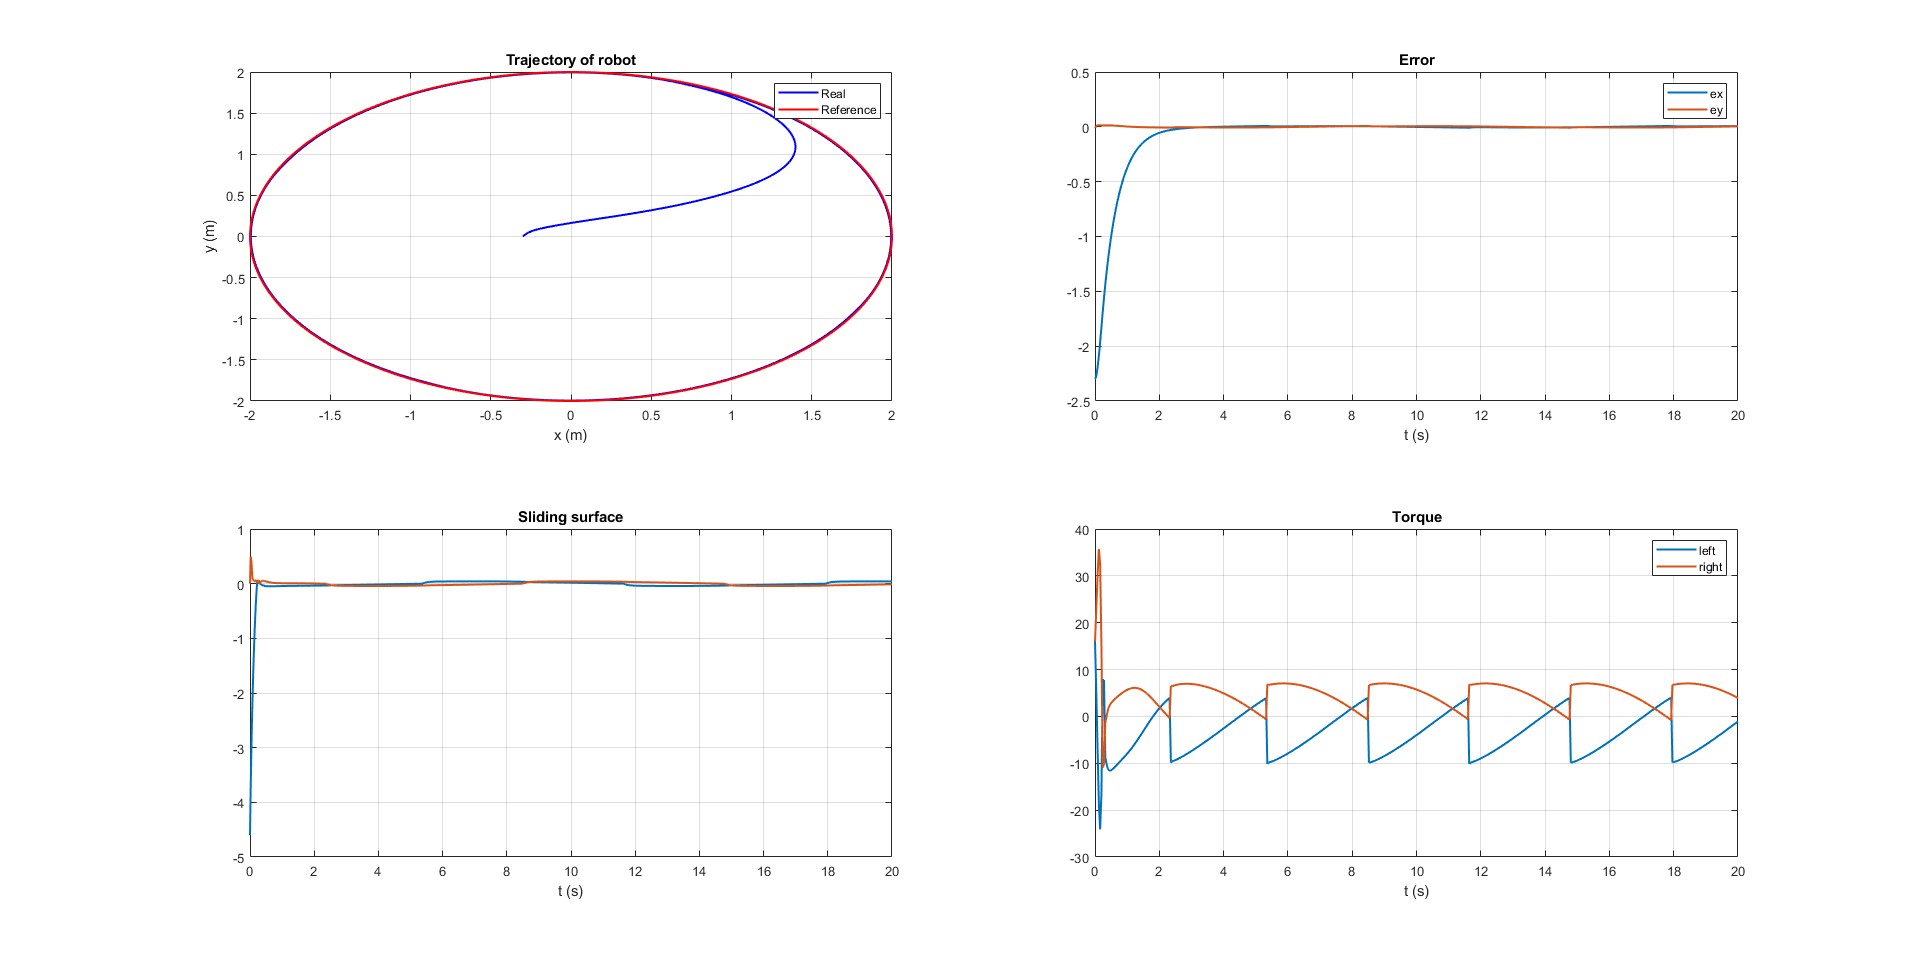 Trajectory of robot
Real
Reference
2
1.5
1
0.5
0
-0.5
-1
-1.5
-2
y (m)
-2 -1.5 -1 -0.5 0 0.5 1 1.5 2
x (m)
Error
ex
ey
0.5
0
-0.5
-1
-1.5
-2
-2.5
0 2 4 6 8 10 12 14 16 18 20
t (s)
Sliding surface
1
0
-1
-2
-3
-4
-5
0 2 4 6 8 10 12 14 16 18 20
t (s)
Torque
left
right
40
30
20
10
0
-10
-20
-30
0 2 4 6 8 10 12 14 16 18 20
t (s)